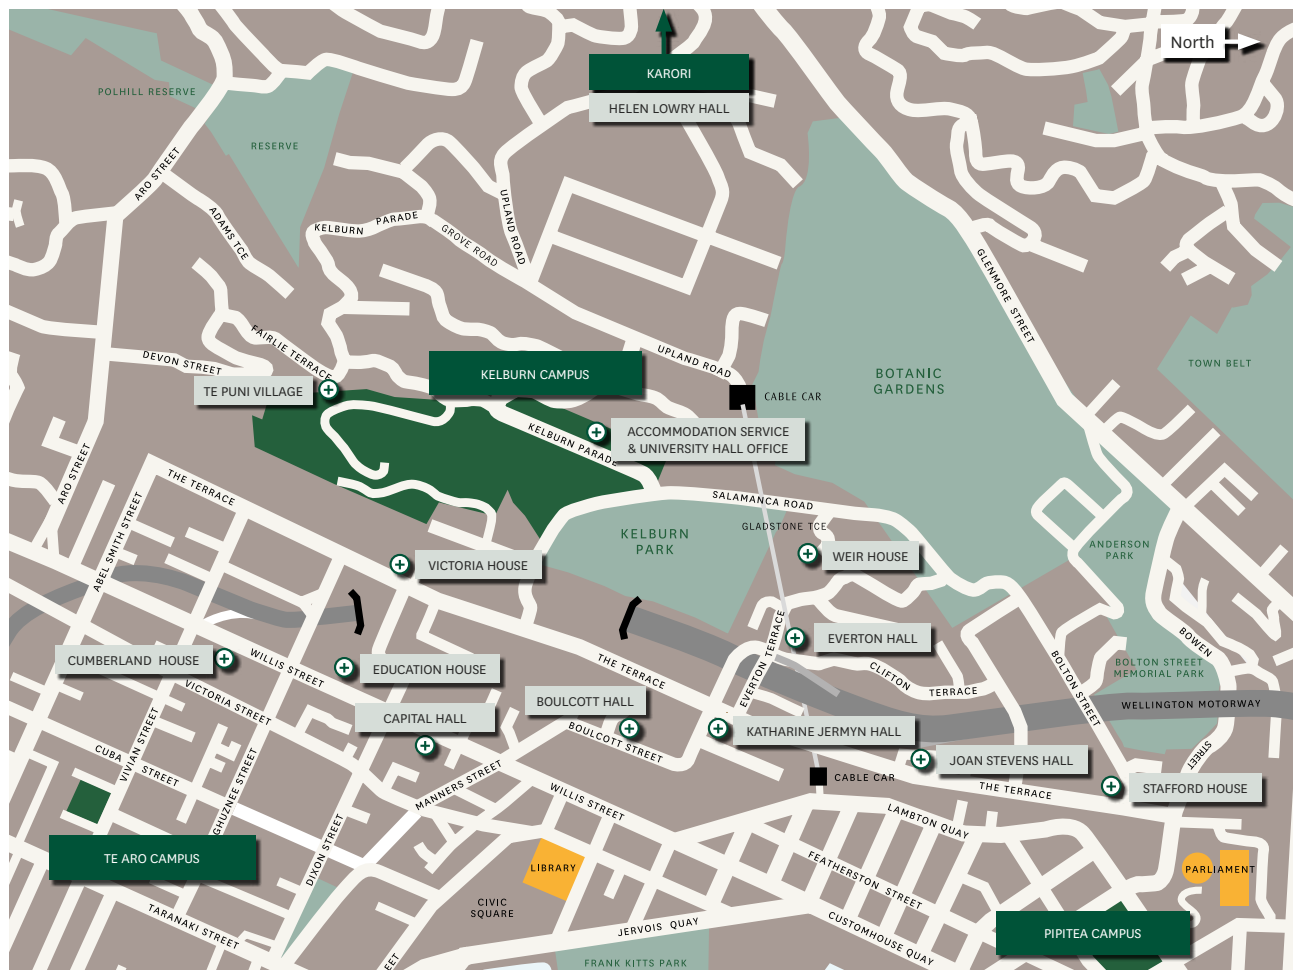 North
KARORI
HELEN LOWRY HALL
POLHILL RESERVE
RESERVE
ARO STREET
ADAMS TCE
KELBURN PARADE
GROVE ROAD
UPLAND ROAD
GLENMORE STREET
FAIRLIE TERRACE
DEVON STREET
TE PUNI VILLAGE
KELBURN CAMPUS
UPLAND ROAD
CABLE CAR
BOTANIC
GARDENS
TOWN BELT
ACCOMMODATION SERVICE
& UNIVERSITY HALL OFFICE
KELBURN PARADE
ARO STREET
THE TERRACE
ABEL SMITH STREET
SALAMANCA ROAD
GLADSTONE TCE
KELBURN
PARK
ANDERSON
PARK
VICTORIA HOUSE
WEIR HOUSE
EVERTON HALL
EVERTON TERRACE
CLIFTON
TERRACE
BOLTON STREET
BOWEN
STREET
BOLTON STREET
MEMORIAL PARK
WELLINGTON MOTORWAY
CUMBERLAND  HOUSE
WILLIS STREET
EDUCATION HOUSE
THE TERRACE
VICTORIA STREET
CAPITAL HALL
BOULCOTT HALL
BOULCOTT STREET
KATHARINE JERMYN HALL
JOAN STEVENS HALL
CABLE CAR
THE TERRACE
STAFFORD HOUSE
CUBA STREET
VIVIAN STREET
GHUZNEE STREET
MANNERS STREET
WILLIS STREET
LAMBTON QUAY
TE ARO CAMPUS
DIXON STREET
LIBRARY
CIVIC
SQUARE
FEATHERSTON STREET
PARLIAMENT
TARANAKI STREET
JERVOIS QUAY
CUSTOMHOUSE QUAY
PIPITEA CAMPUS
FRANK KITTS PARK